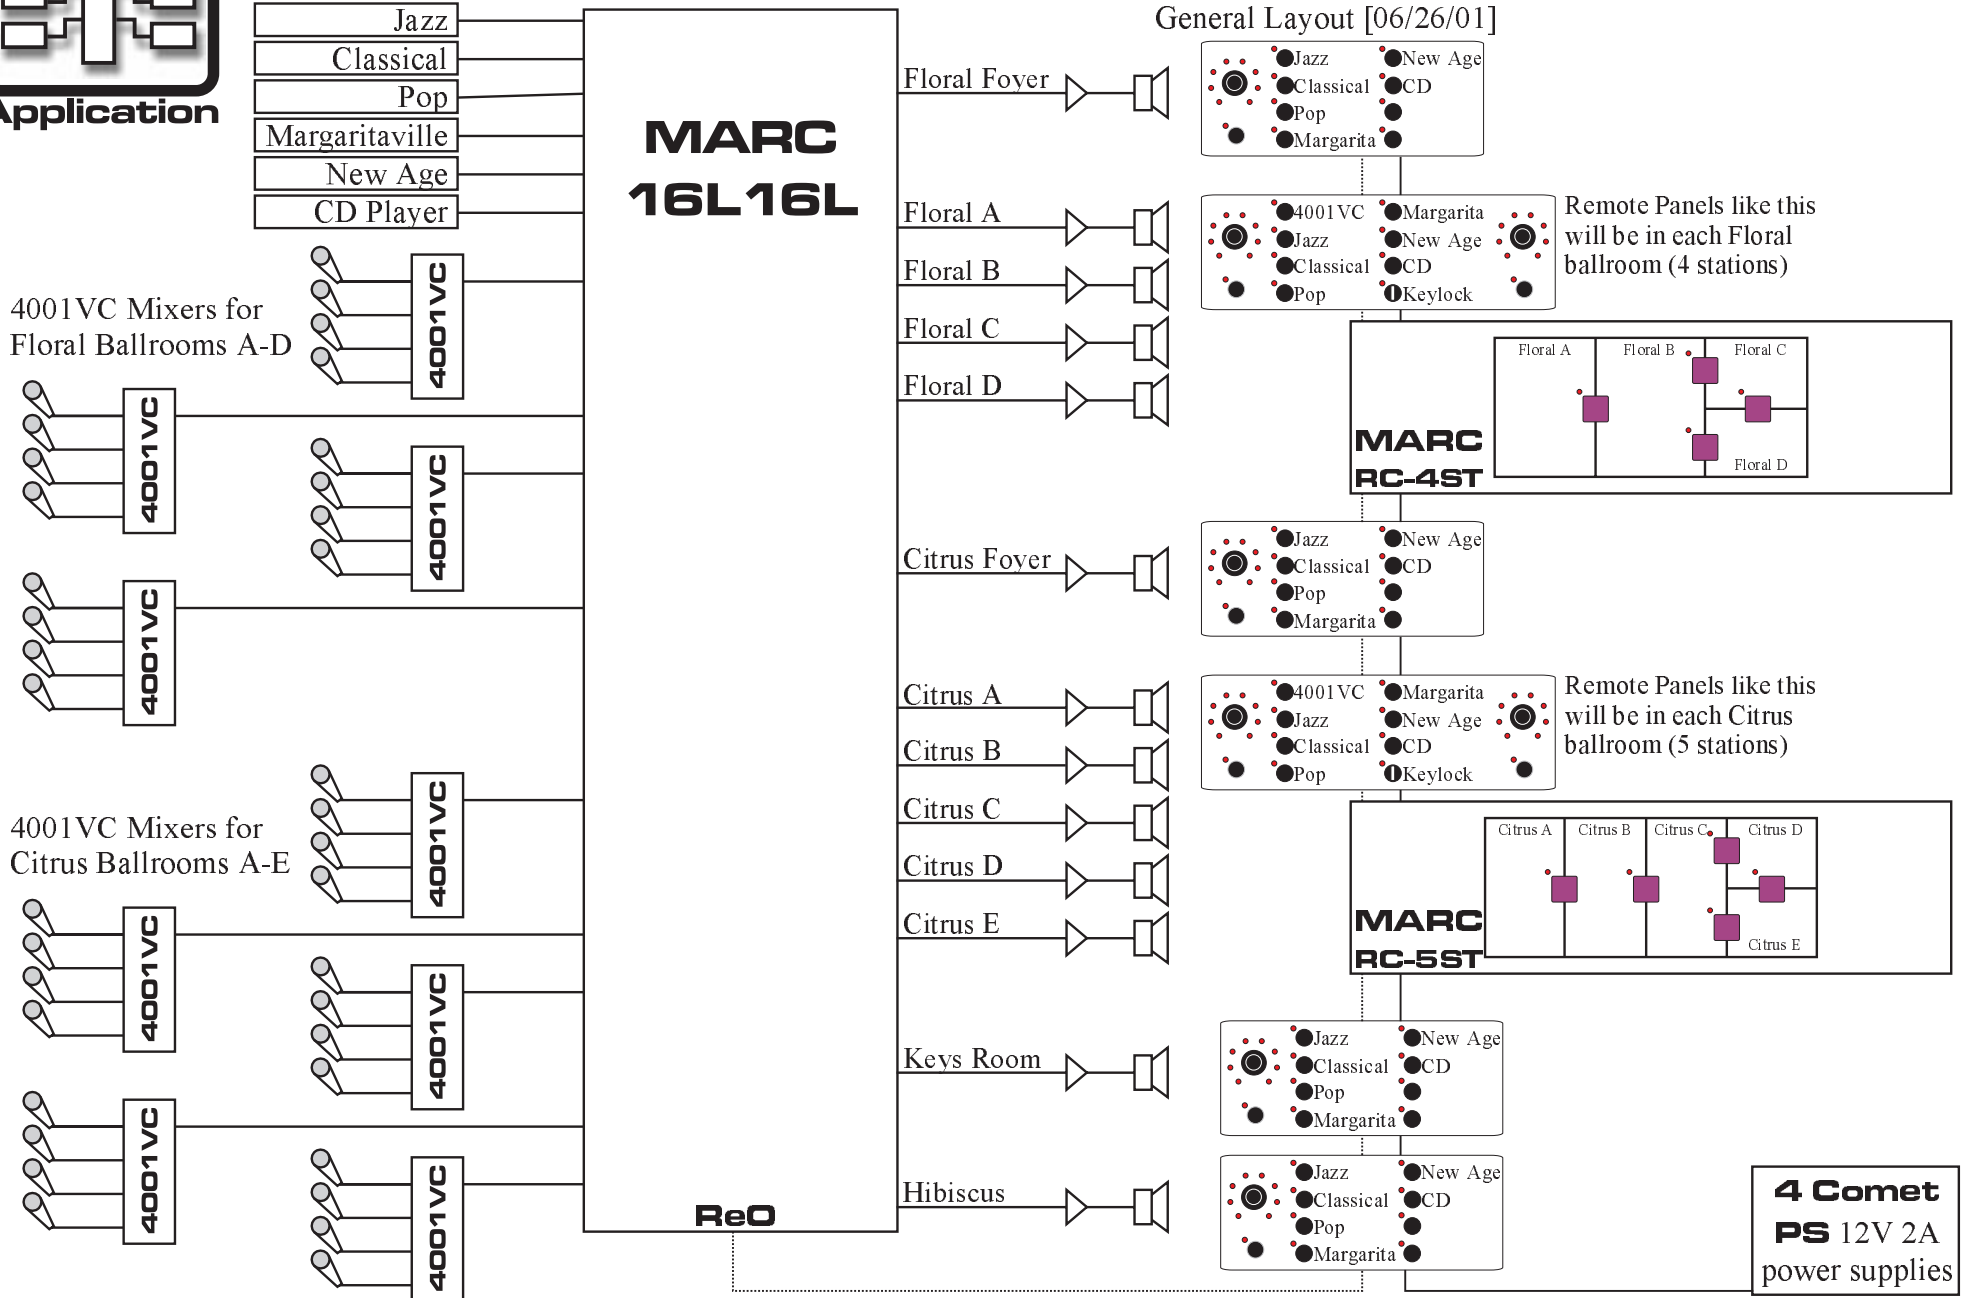 Application
Jazz
Classical
Pop
Margaritaville
New Age
CD Player
4001VC Mixers for
Floral Ballrooms A-D
4001VC
4001VC
4001VC
4001VC
4001VC Mixers for
Citrus Ballrooms A-E
4001VC
4001VC
4001VC
4001VC
4001VC
MARC
16L16L
ReO
Floral Foyer
Floral A
Floral B
Floral C
Floral D
Citrus Foyer
Citrus A
Citrus B
Citrus C
Citrus D
Citrus E
Keys Room
Hibiscus
General Layout [06/26/01]
Jazz New Age
Classical CD
Pop
Margarita
4001VC Margarita
Jazz New Age
Classical CD
Pop Keylock
Remote Panels like this
will be in each Floral
ballroom (4 stations)
MARC
RC-4ST
Floral A Floral B Floral C
Floral D
Jazz New Age
Classical CD
Pop
Margarita
4001VC Margarita
Jazz New Age
Classical CD
Pop Keylock
Remote Panels like this
will be in each Citrus
ballroom (5 stations)
MARC
RC-5ST
Citrus A Citrus B Citrus C Citrus D
Citrus E
Jazz New Age
Classical CD
Pop
Margarita
Jazz New Age
Classical CD
Pop
Margarita
4 Comet
PS 12V 2A
power supplies